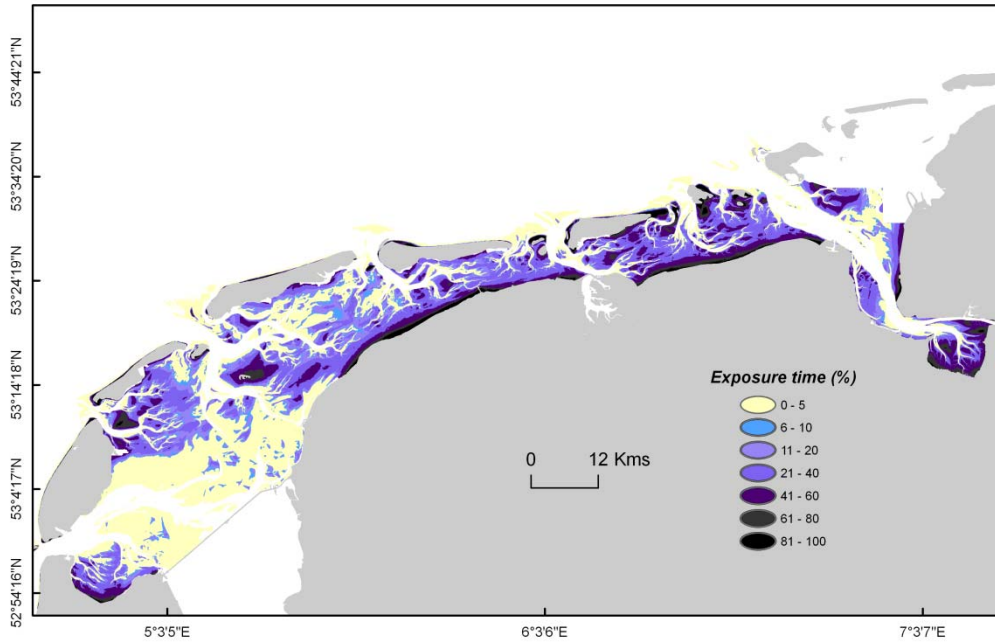 53°44'21"N
53°34'20"N
53°24'19"N
53°14'18"N
53°4'17"N
52°54'16"N
Exposure time (%)
0 - 5
6 - 10
11 - 20
21 - 40
41 - 60
61 - 80
81 - 100
0 12 Kms
5°3'5"E 6°3'6"E 7°3'7"E